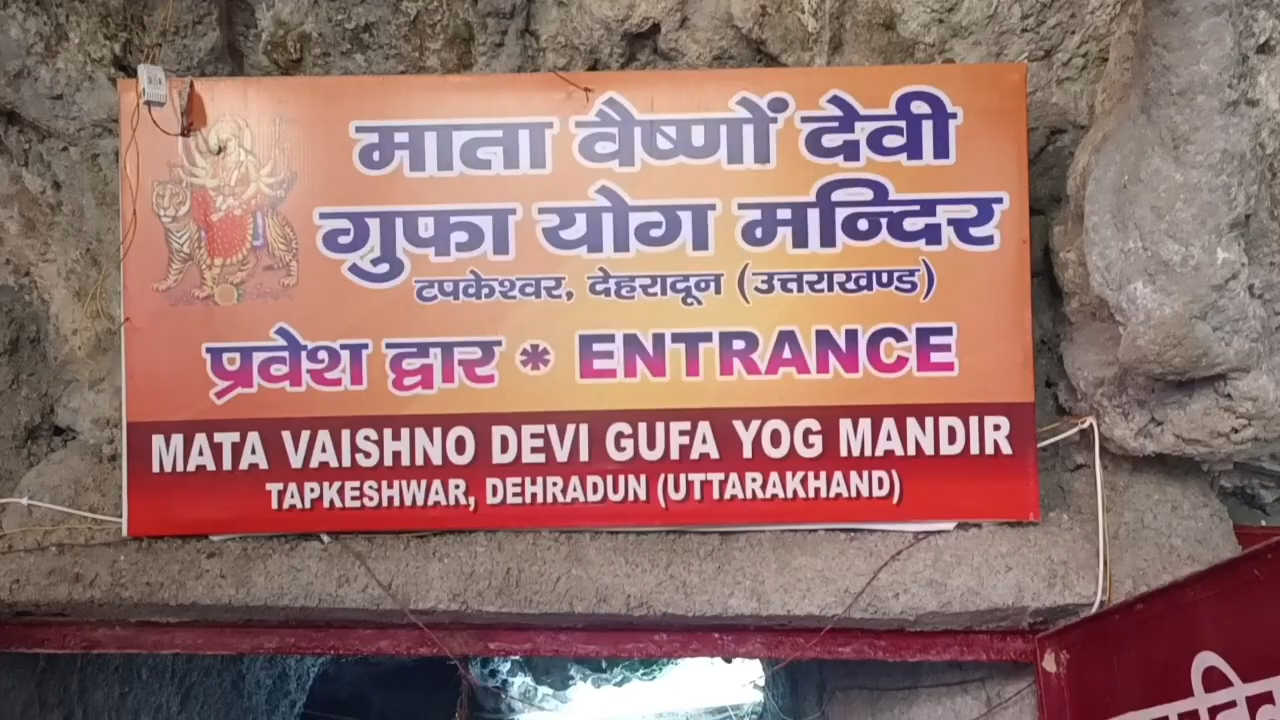 माता वैष्णों देवी
गुफा योग मन्दिर
टपकेश्वर, देहरादून (उत्तराखण्ड)
प्रवेश द्वार * ENTRANCE
MATA VAISHNO DEVI GUFA YOG MANDIR
TAPKESHWAR, DEHRADUN (UTTARAKHAND)